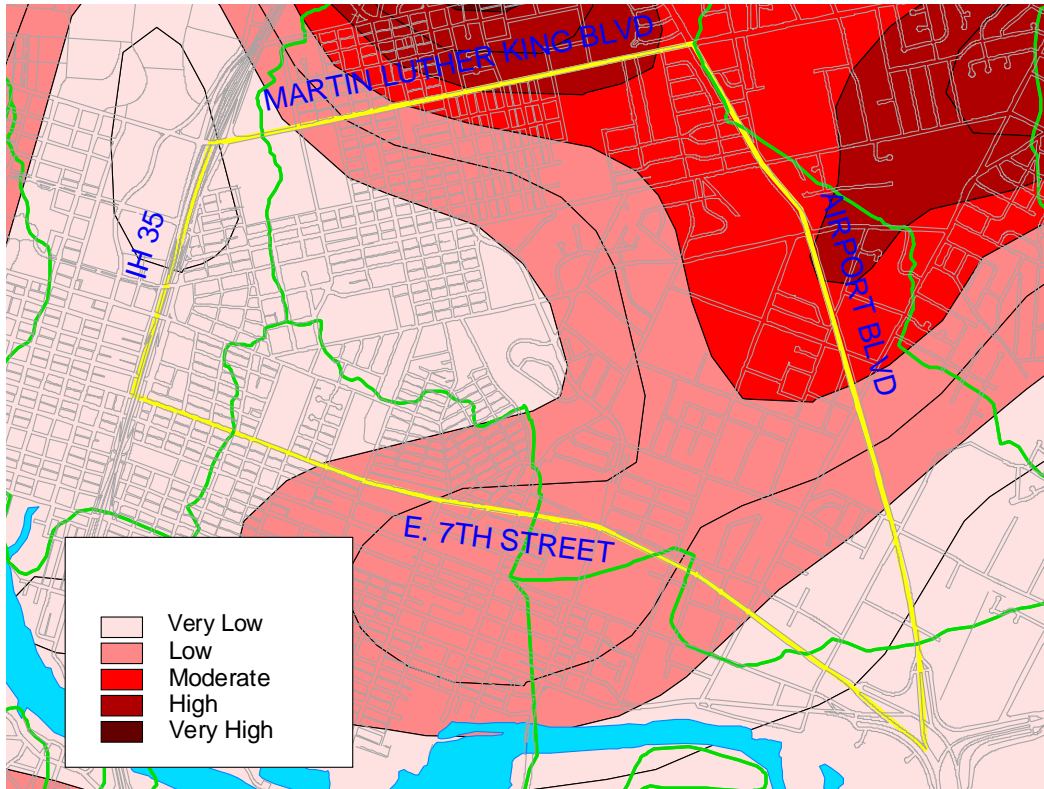 MARTIN LUTHER KING BLVD
IH 35
AIRPORT BLVD
E. 7TH STREET
Very Low
Low
Moderate
High
Very High